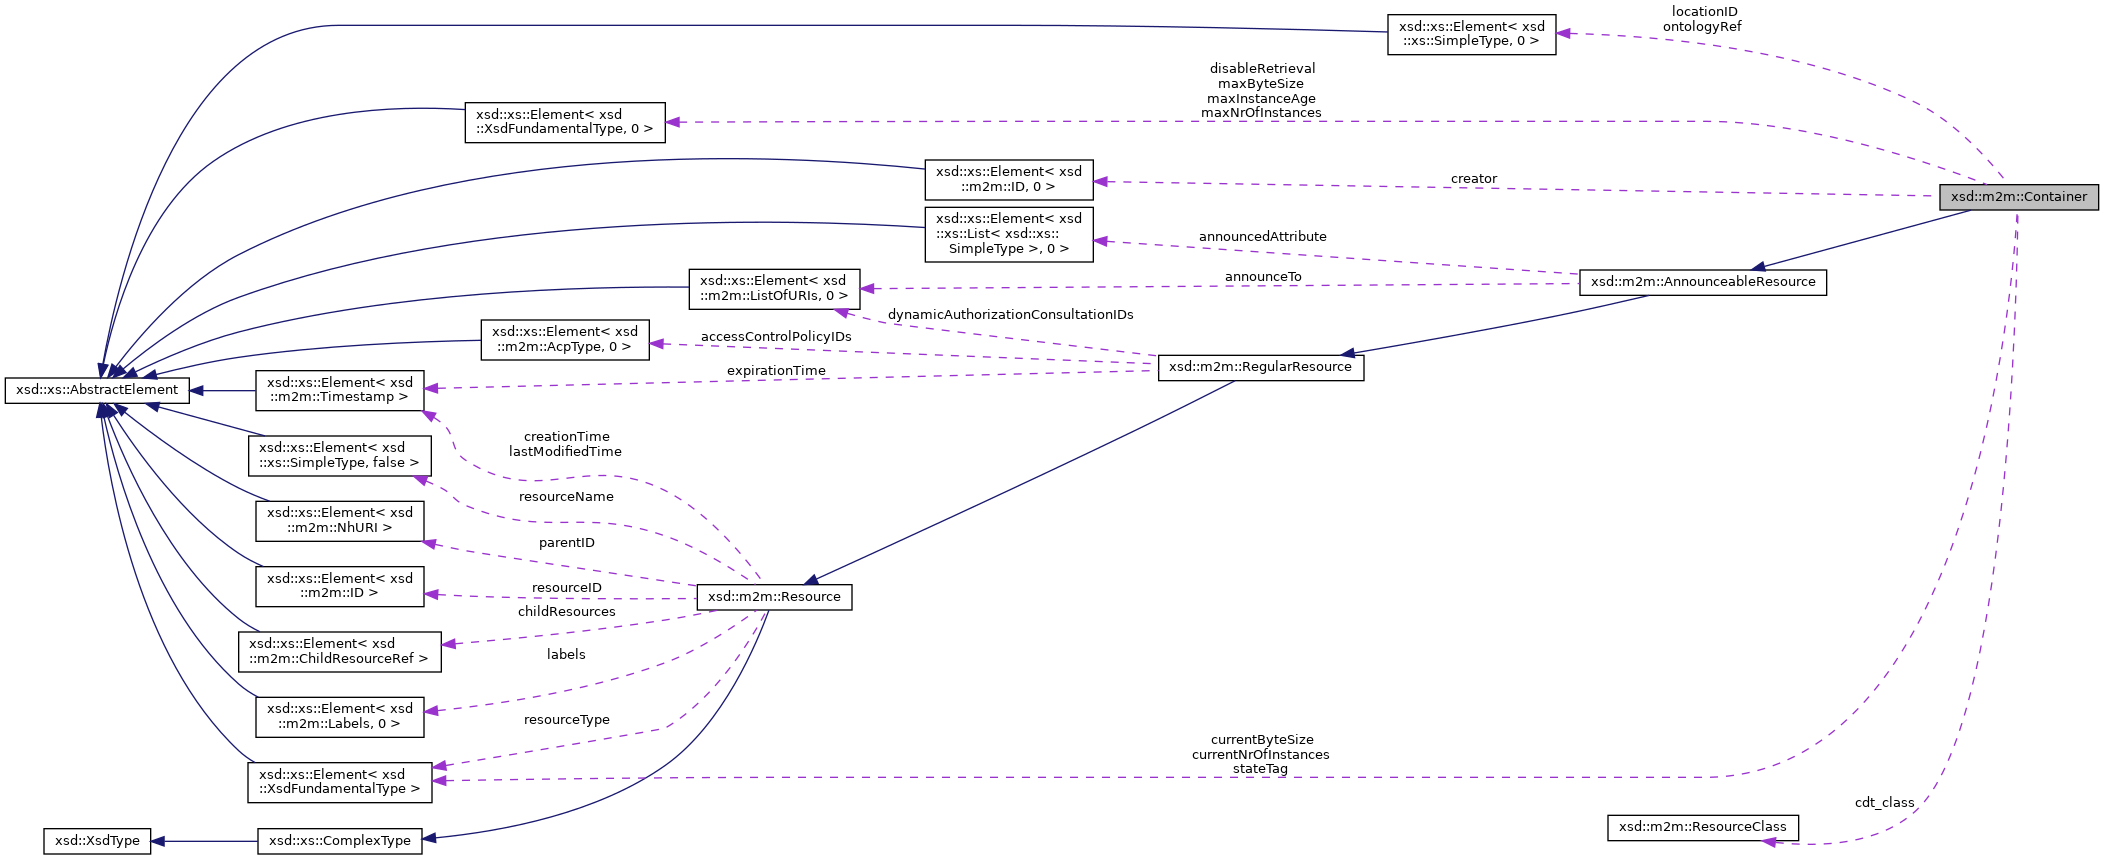 locationID
ontologyRef
xsd::xs::Element< xsd
::xs::SimpleType, 0 >
disableRetrieval
maxByteSize
maxInstanceAge
maxNrOfInstances
xsd::xs::Element< xsd
::XsdFundamentalType, 0 >
xsd::xs::Element< xsd
::m2m::ID, 0 >
creator
xsd::m2m::Container
xsd::xs::Element< xsd
::xs::List< xsd::xs::
SimpleType >, 0 >
announcedAttribute
xsd::xs::Element< xsd
::m2m::ListOfURIs, 0 >
announceTo
xsd::m2m::AnnounceableResource
dynamicAuthorizationConsultationIDs
xsd::xs::Element< xsd
::m2m::AcpType, 0 >
accessControlPolicyIDs
xsd::m2m::RegularResource
expirationTime
xsd::xs::AbstractElement
xsd::xs::Element< xsd
::m2m::Timestamp >
creationTime
lastModifiedTime
xsd::xs::Element< xsd
::xs::SimpleType, false >
resourceName
xsd::xs::Element< xsd
::m2m::NhURI >
parentID
xsd::xs::Element< xsd
::m2m::ID >
resourceID
xsd::m2m::Resource
childResources
xsd::xs::Element< xsd
::m2m::ChildResourceRef >
labels
xsd::xs::Element< xsd
::m2m::Labels, 0 >
resourceType
xsd::xs::Element< xsd
::XsdFundamentalType >
currentByteSize
currentNrOfInstances
stateTag
cdt_class
xsd::m2m::ResourceClass
xsd::XsdType
xsd::xs::ComplexType